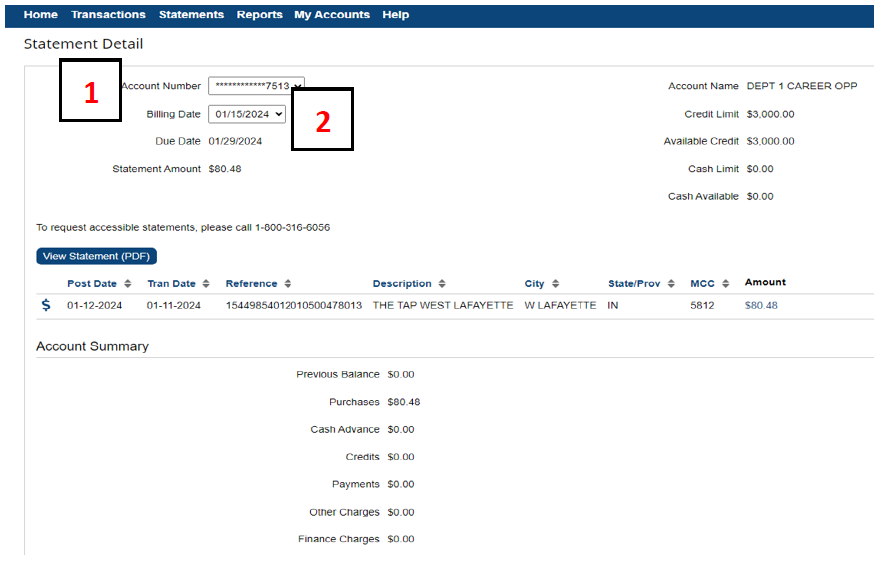 Home Transactions Statements Reports My Accounts Help
Statement Detail
1
Account Number ************7513
Account Name DEPT 1 CAREER OPP
Billing Date 01/15/2024
2
Credit Limit $3,000.00
Due Date 01/29/2024
Available Credit $3,000.00
Statement Amount $80.48
Cash Limit $0.00
Cash Available $0.00
To request accessible statements, please call 1-800-316-6056
View Statement (PDF)
Post Date Tran Date Reference Description City State/Prov MCC Amount
$ 01-12-2024 01-11-2024 15449854012010500478013 THE TAP WEST LAFAYETTE W LAFAYETTE IN 5812 $80.48
Account Summary
Previous Balance $0.00
Purchases $80.48
Cash Advance $0.00
Credits $0.00
Payments $0.00
Other Charges $0.00
Finance Charges $0.00